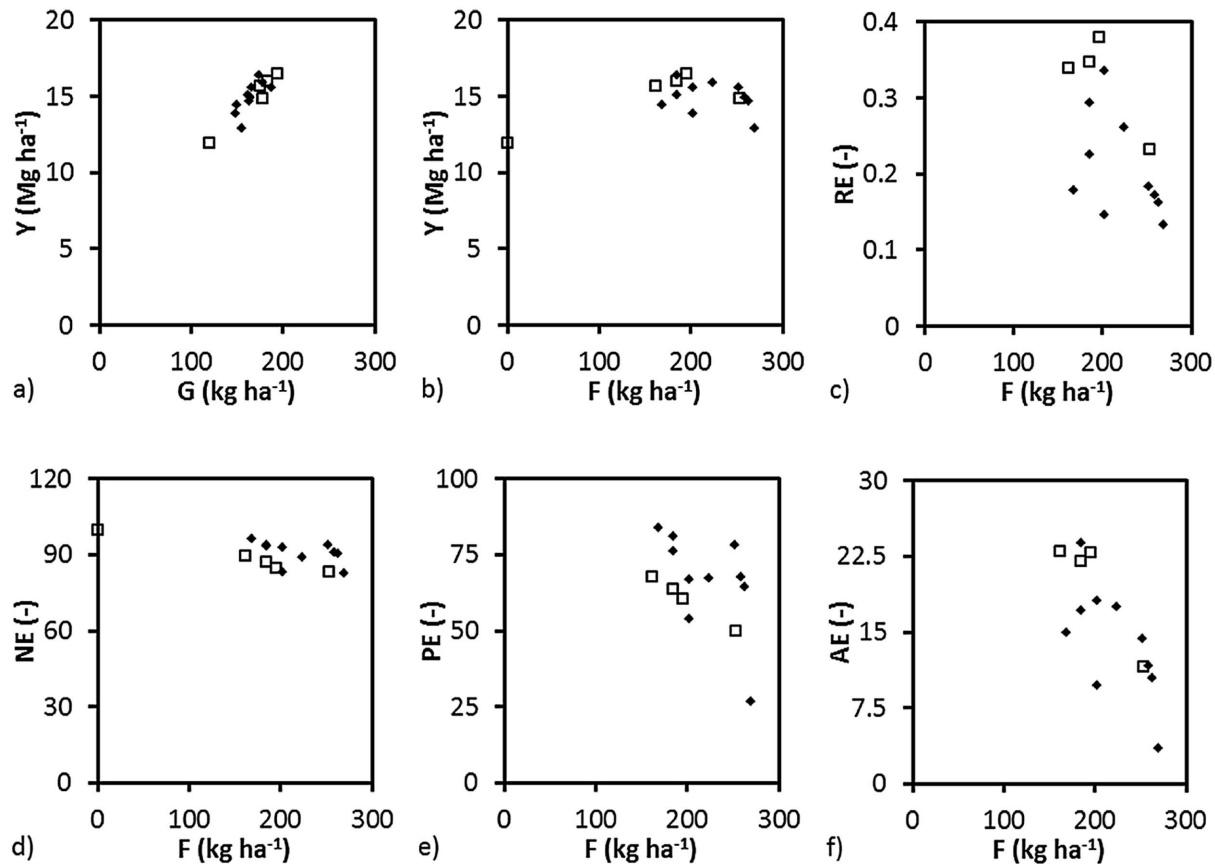 20
15
10
5
0
Y (Mg ha⁻¹)
0 100 200 300
G (kg ha⁻¹)
a)
20
15
10
5
0
Y (Mg ha⁻¹)
0 100 200 300
F (kg ha⁻¹)
b)
0.4
0.3
0.2
0.1
0
RE (-)
0 100 200 300
F (kg ha⁻¹)
c)
120
90
60
30
0
NE (-)
0 100 200 300
F (kg ha⁻¹)
d)
100
75
50
25
0
PE (-)
0 100 200 300
F (kg ha⁻¹)
e)
30
22.5
15
7.5
0
AE (-)
0 100 200 300
F (kg ha⁻¹)
f)